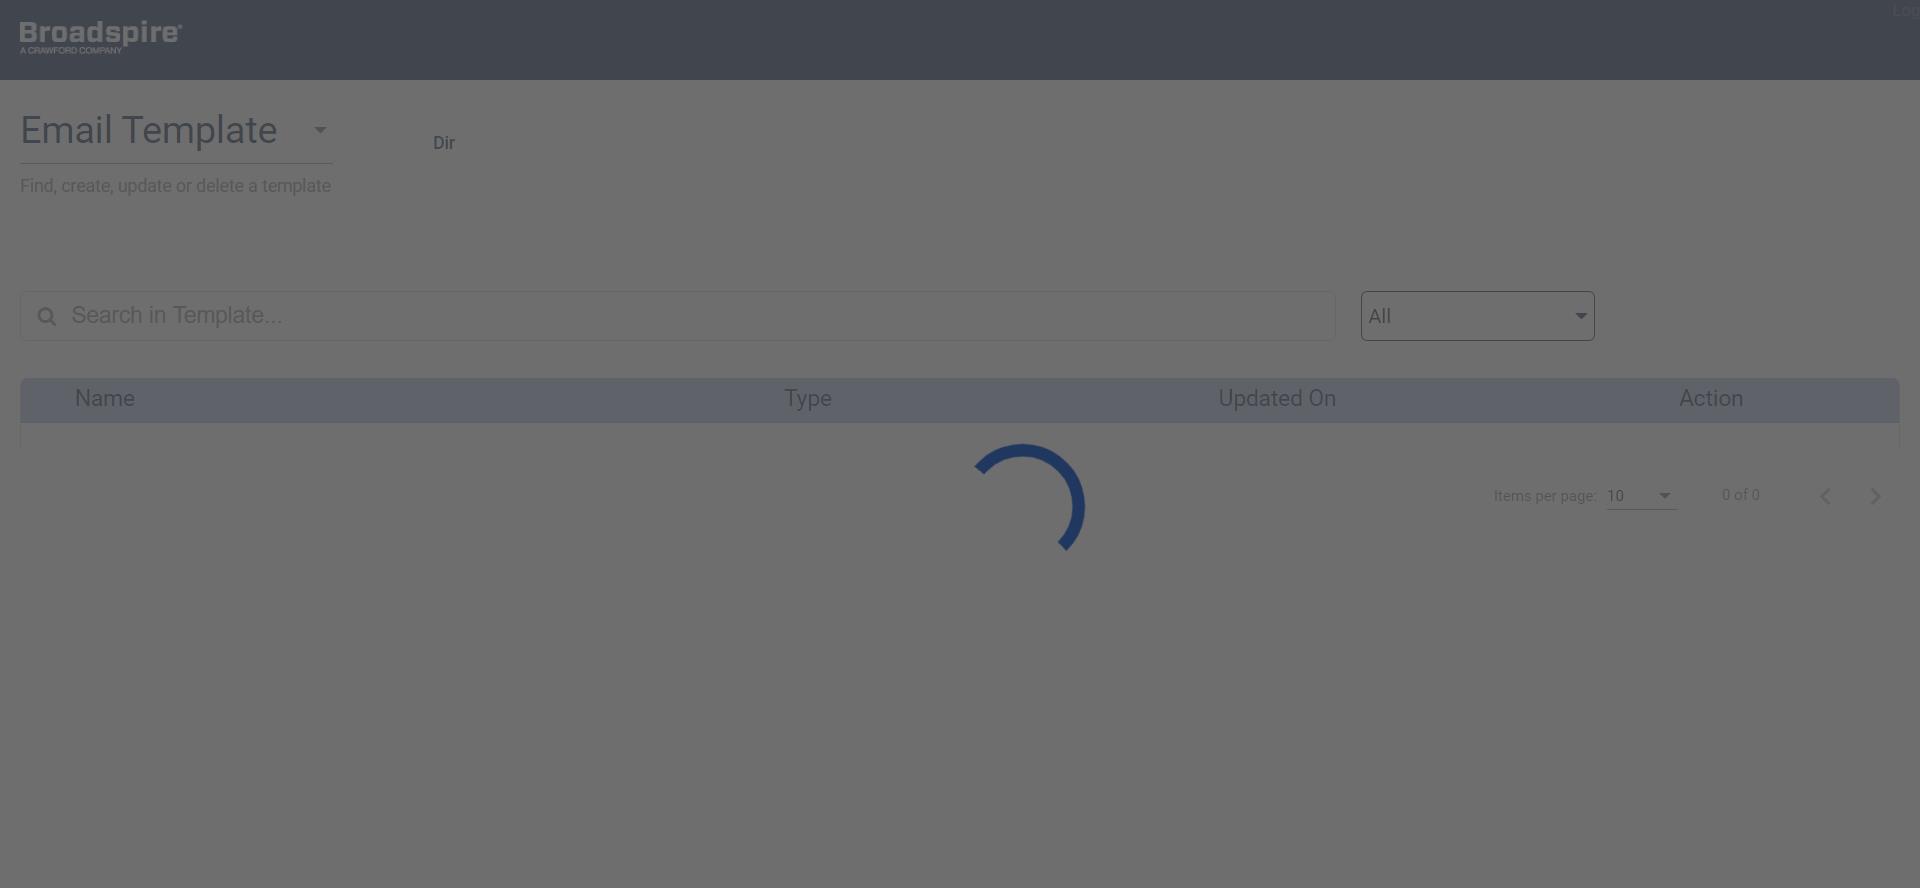 Log
Broadspire®
A CRAWFORD COMPANY
Email Template
Dir
Find, create, update or delete a template
Search in Template...
All
Name Type Updated On Action
Items per page: 10 0 of 0